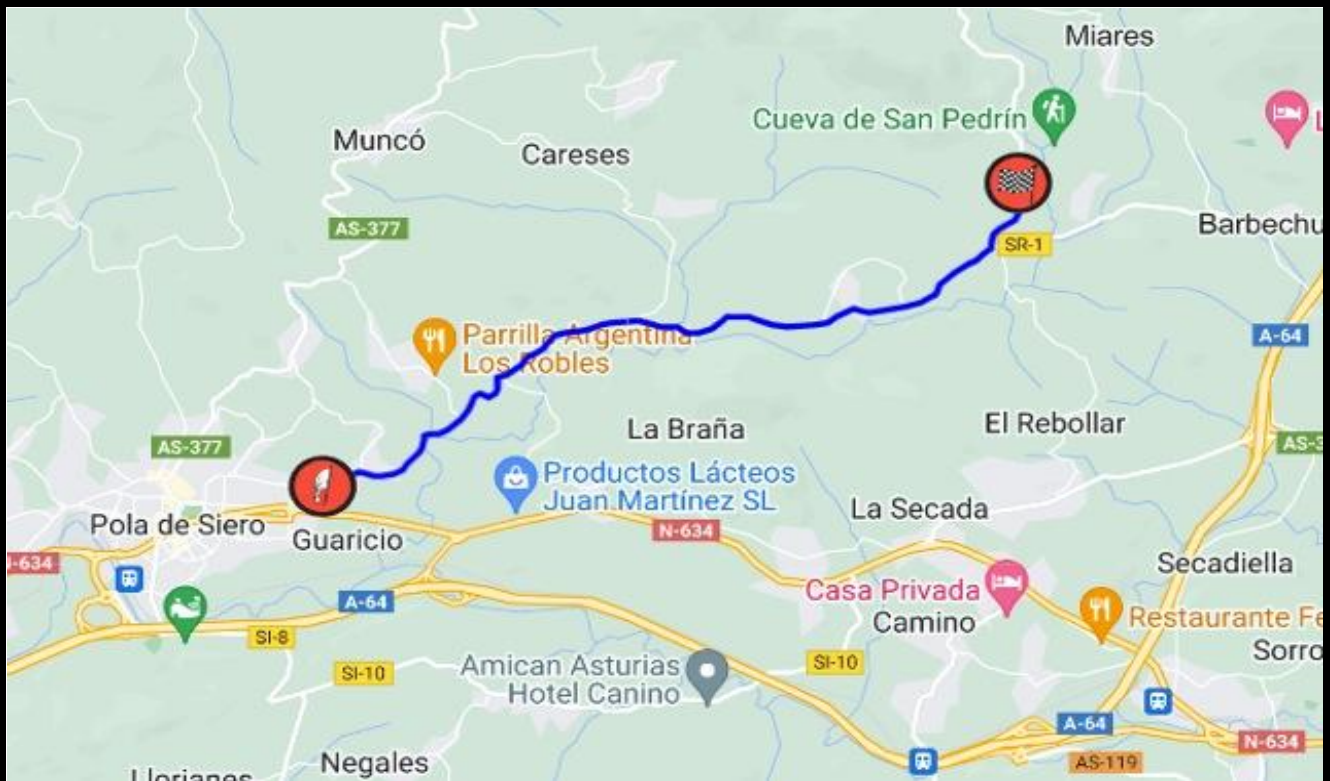 Miares
Cueva de San Pedrín
Muncó
Careses
Barbechu
AS-377
SR-1
A-64
Parrilla Argentina
Los Robles
La Braña
El Rebollar
AS-377
AS-3
Productos Lácteos
Juan Martínez SL
La Secada
Pola de Siero
Guaricio
N-634
N-634
Secadiella
Casa Privada
Camino
A-64
Restaurante Fe
SI-8
Sorro
SI-10
Amican Asturias
Hotel Canino
SI-10
A-64
N-634
Negales
AS-119
Llorianes